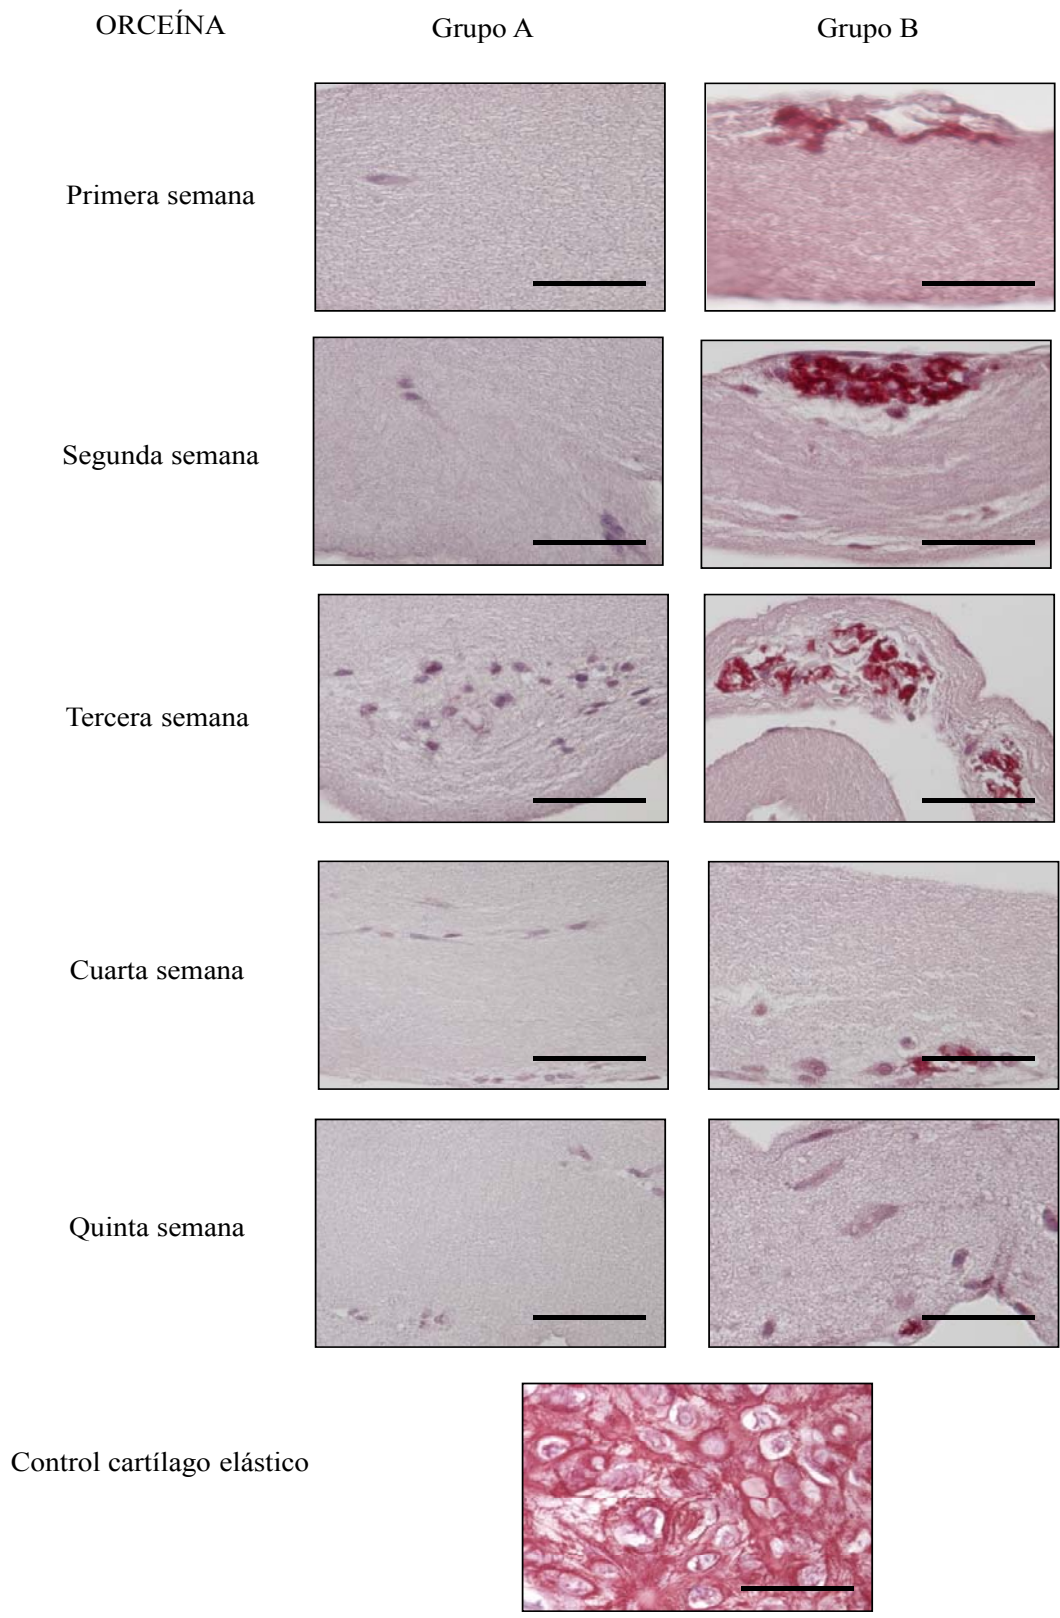 ORCEÍNA Grupo A Grupo B
Primera semana
Segunda semana
Tercera semana
Cuarta semana
Quinta semana
Control cartílago elástico